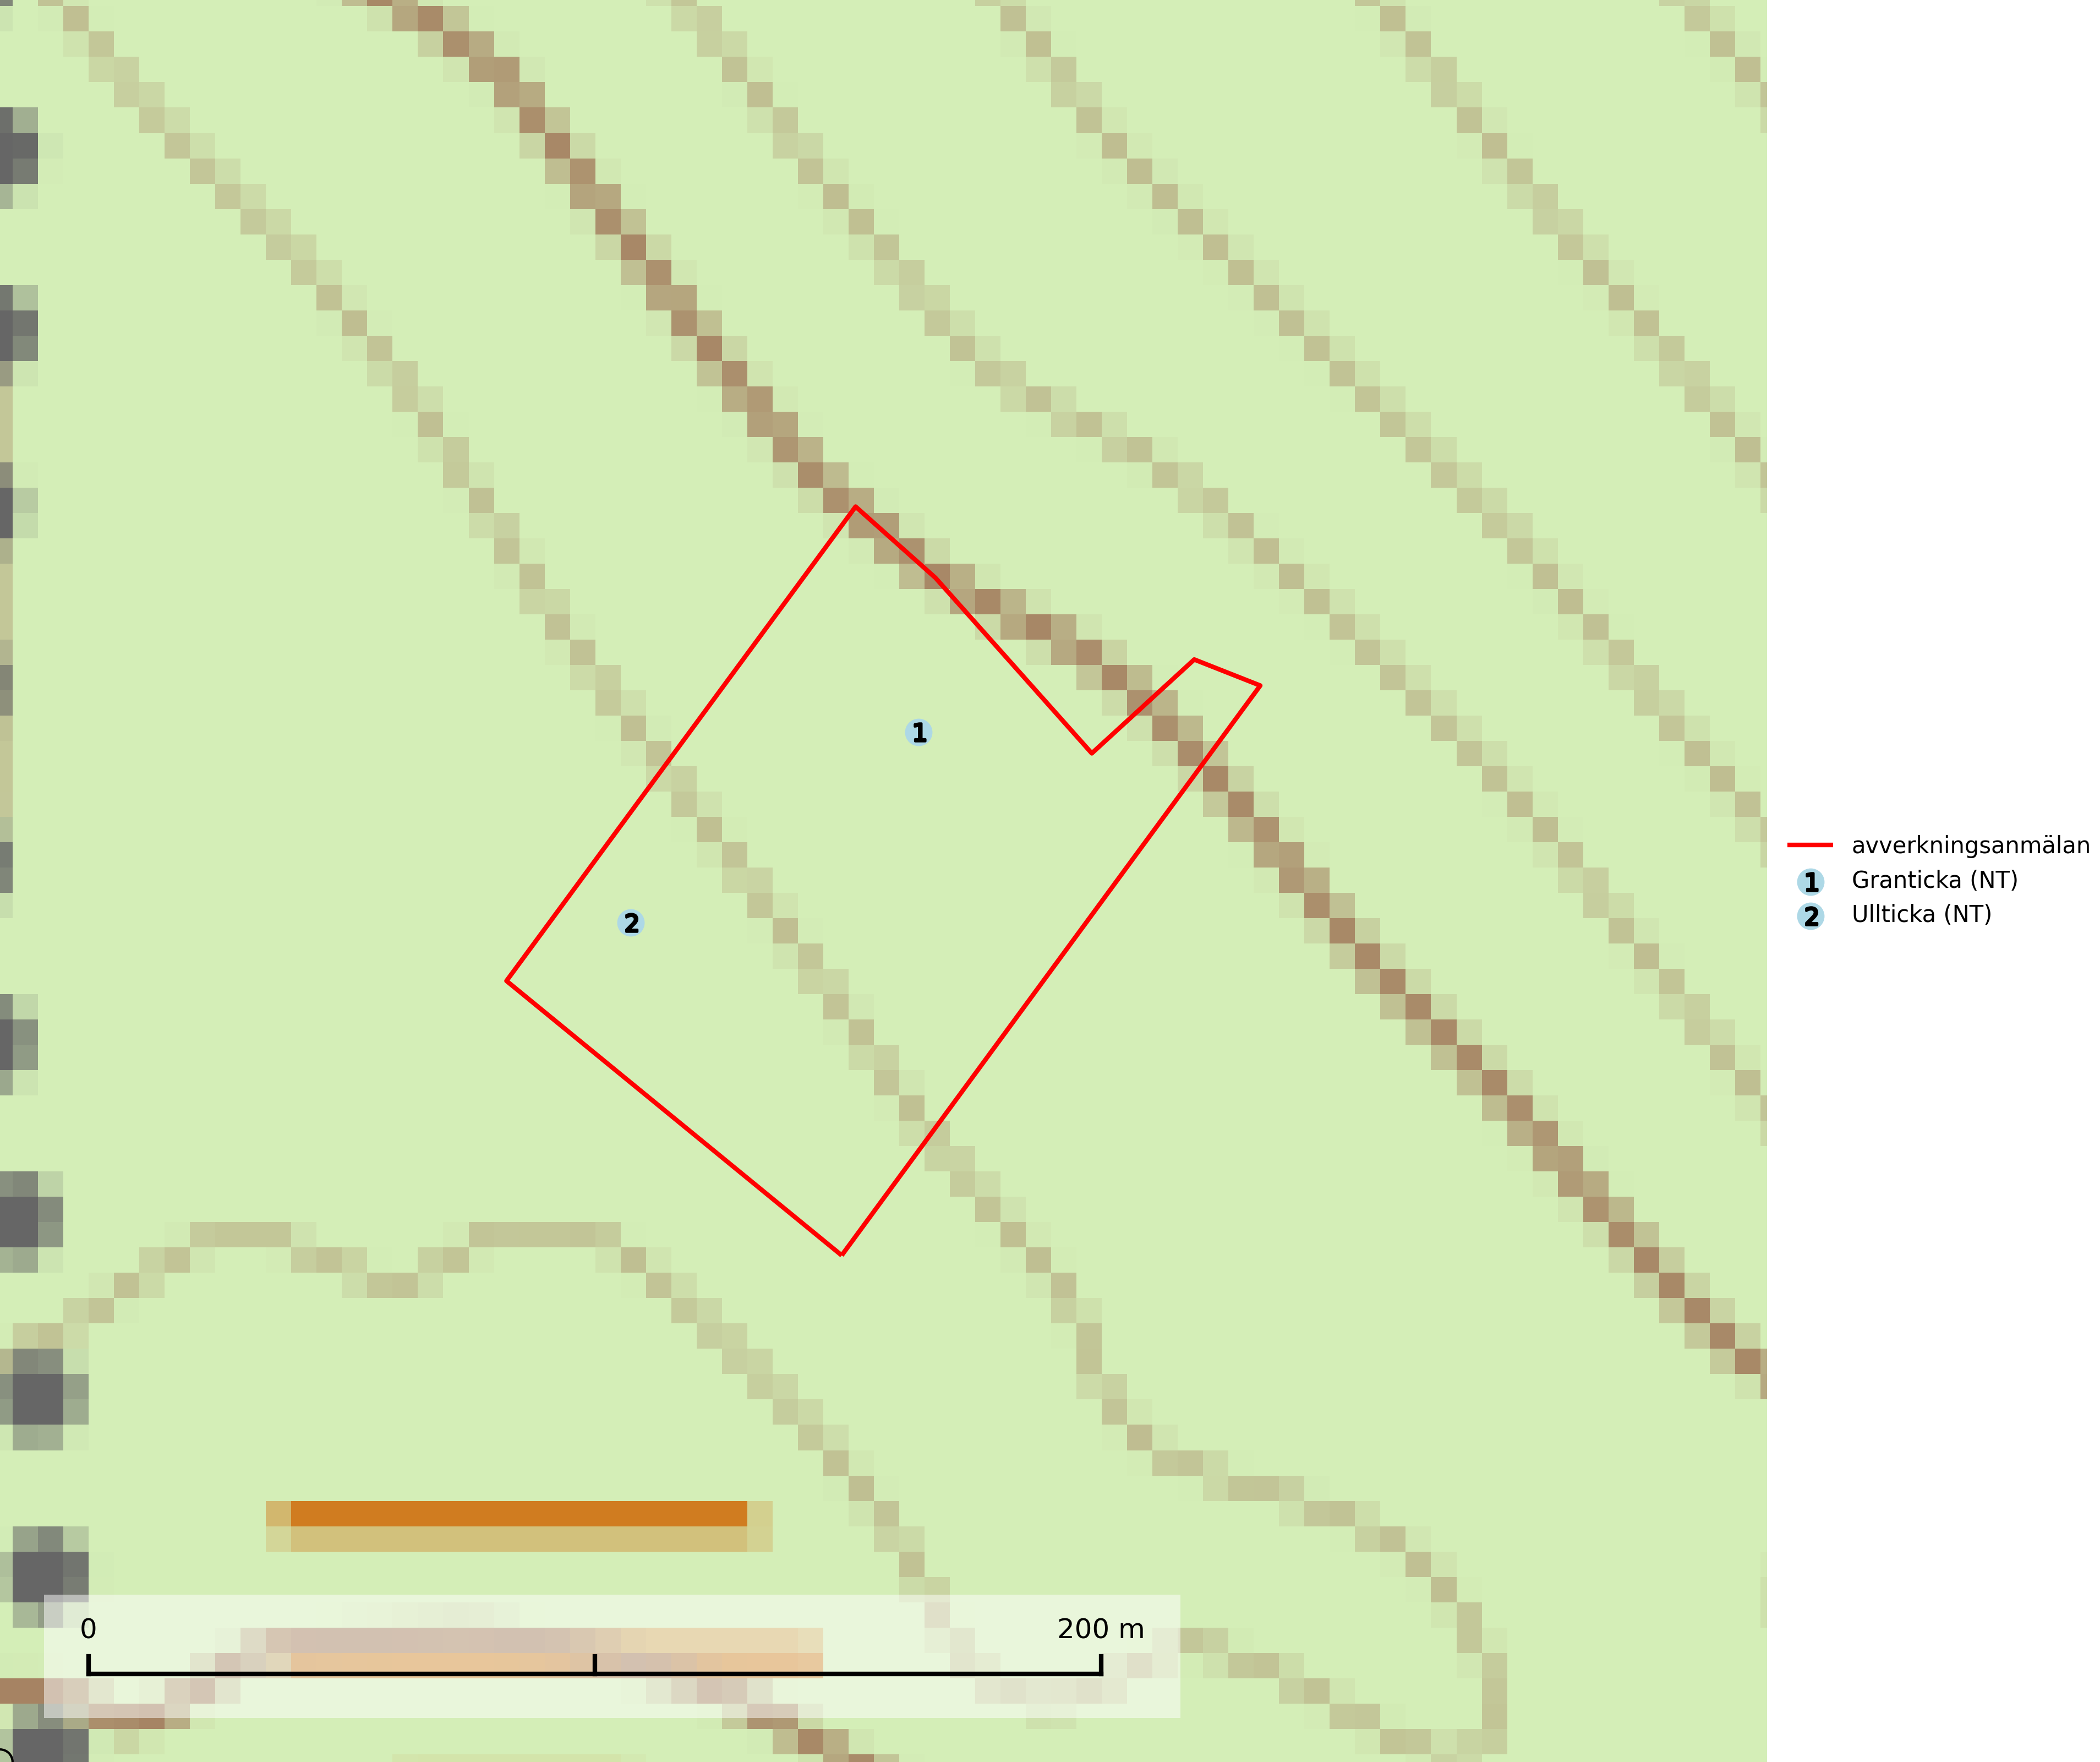 1
2
avverkningsanmälan
1 Granticka (NT)
2 Ullticka (NT)
0 200 m